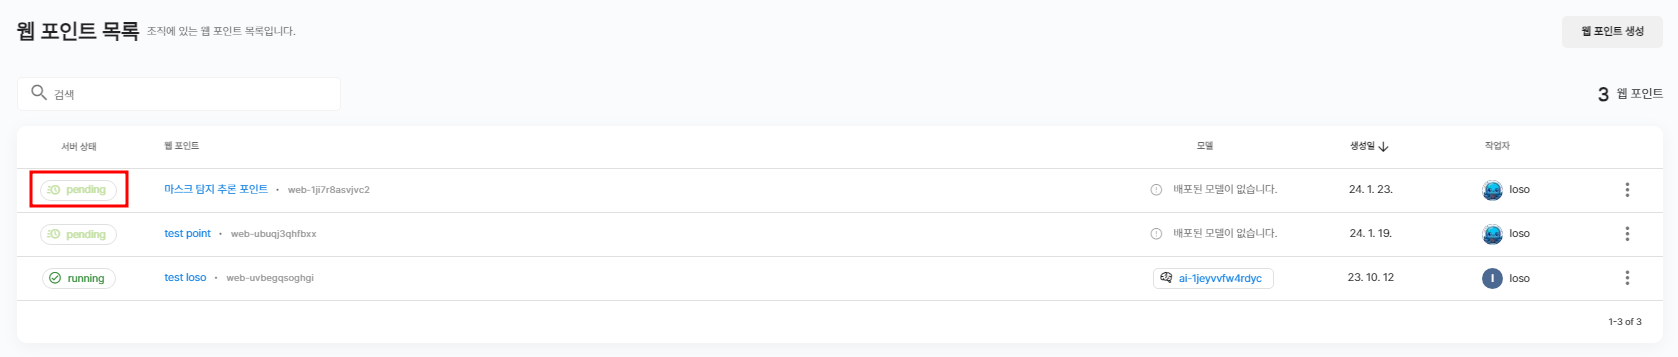 웹 포인트 목록 조직에 있는 웹 포인트 목록입니다. 웹 포인트 생성
검색 3 웹 포인트
서버 상태 웹 포인트 모델 생성일 작업자
pending 마스크 탐지 추론 포인트 • web-1ji7r8asvjvc2 배포된 모델이 없습니다. 24. 1. 23. loso
pending test point • web-ubuqj3qhfbxx 배포된 모델이 없습니다. 24. 1. 19. loso
running test loso • web-uvbegqsoghgi ai-1jeyvvfw4rdyc 23. 10. 12 l loso
1-3 of 3